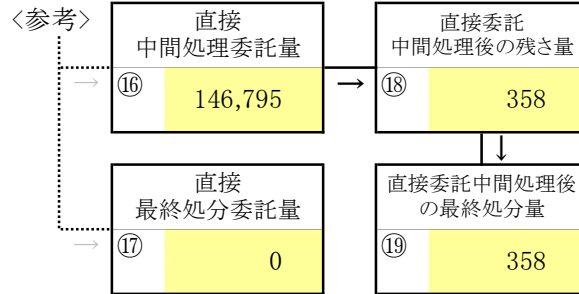 〈参考〉
直接
中間処理委託量
→
⑯
146,795
→
直接委託
中間処理後の残さ量
⑱
358
↓
直接
最終処分委託量
→
⑰
0
直接委託中間処理後
の最終処分量
⑲
358